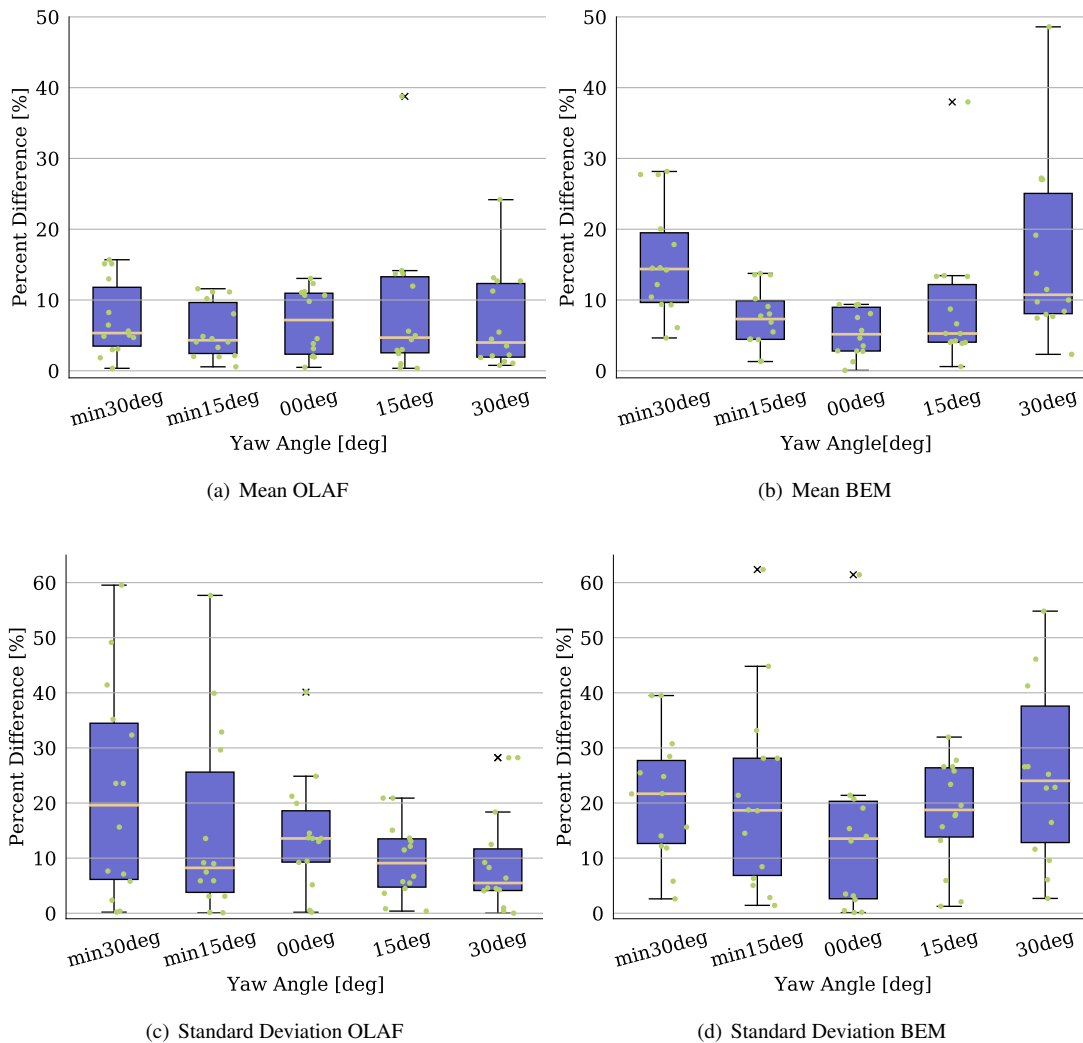 50
40
30
20
10
0
Percent Difference [%]
min30deg
min15deg
00deg
15deg
30deg
Yaw Angle [deg]
(a) Mean OLAF
50
40
30
20
10
0
Percent Difference [%]
min30deg
min15deg
00deg
15deg
30deg
Yaw Angle[deg]
(b) Mean BEM
60
50
40
30
20
10
0
Percent Difference [%]
min30deg
min15deg
00deg
15deg
30deg
Yaw Angle [deg]
(c) Standard Deviation OLAF
60
50
40
30
20
10
0
Percent Difference [%]
min30deg
min15deg
00deg
15deg
30deg
Yaw Angle [deg]
(d) Standard Deviation BEM